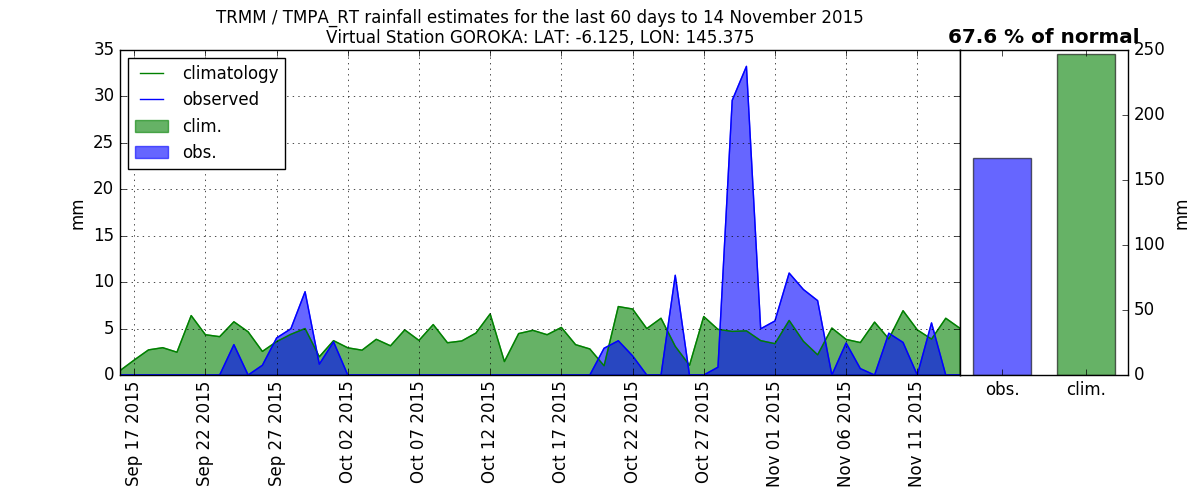 TRMM / TMPA_RT rainfall estimates for the last 60 days to 14 November 2015
Virtual Station GOROKA: LAT: -6.125, LON: 145.375
67.6 % of normal
climatology
observed
clim.
obs.
mm
35
30
25
20
15
10
5
0
Sep 17 2015
Sep 22 2015
Sep 27 2015
Oct 02 2015
Oct 07 2015
Oct 12 2015
Oct 17 2015
Oct 22 2015
Oct 27 2015
Nov 01 2015
Nov 06 2015
Nov 11 2015
250
200
150
100
50
0
mm
obs.
clim.